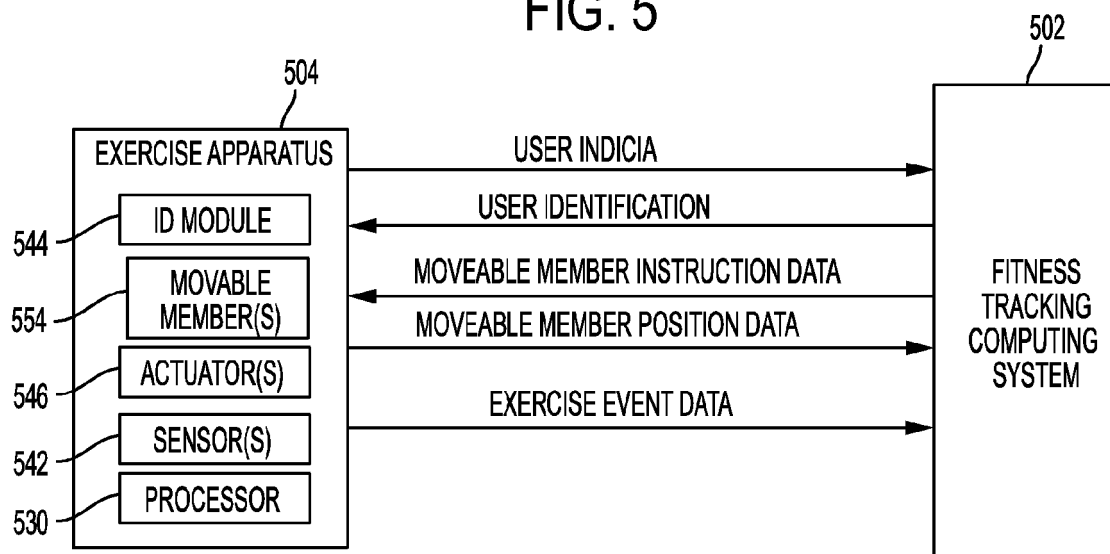 FIG. 5
504
502
EXERCISE APPARATUS
ID MODULE
544
MOVABLE
MEMBER(S)
554
ACTUATOR(S)
546
SENSOR(S)
542
PROCESSOR
530
USER INDICIA
USER IDENTIFICATION
MOVEABLE MEMBER INSTRUCTION DATA
MOVEABLE MEMBER POSITION DATA
EXERCISE EVENT DATA
FITNESS
TRACKING
COMPUTING
SYSTEM